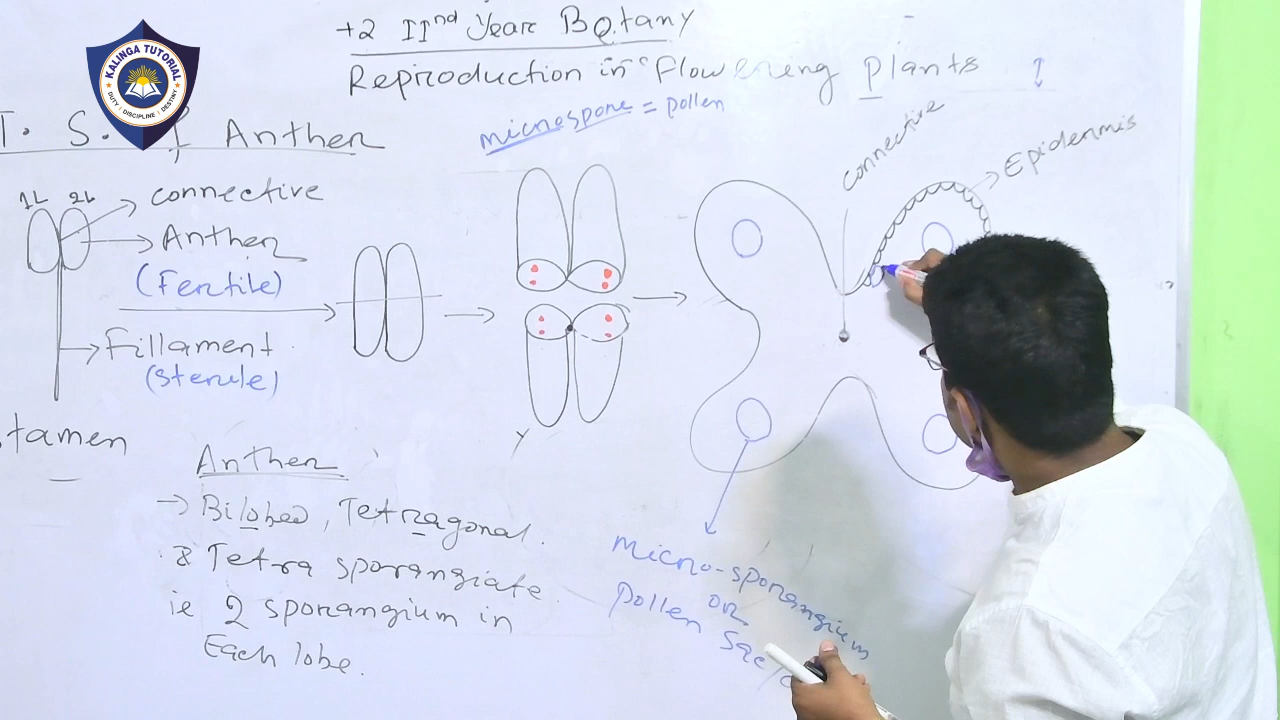 +2 IInd Year Botany
Reproduction in Flowering Plants
KALINGA TUTORIAL
DUTY | DISCIPLINE | DESTINY
microspore = pollen
T. S. of Anther
connective
Epidermis
1L 2L
connective
Anther
(Fertile)
Fillament
(sterile)
stamen
Anther
→ Bilobed, Tetragonal.
& Tetra sporangiate
ie 2 sporangium in
Each lobe.
Micro-sporangium
OR
Pollen Sac